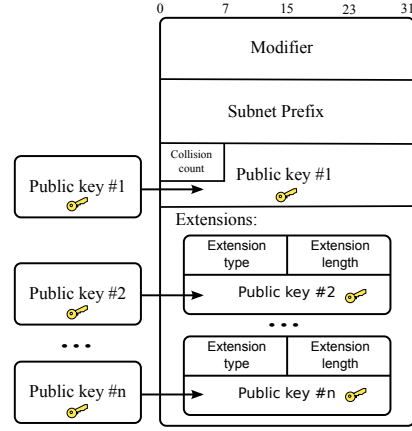 0 7 15 23 31
Modifier
Subnet Prefix
Collision
count
Public key #1
Public key #1
Extensions:
Extension
type
Extension
length
Public key #2
Public key #2
...
...
Extension
type
Extension
length
Public key #n
Public key #n